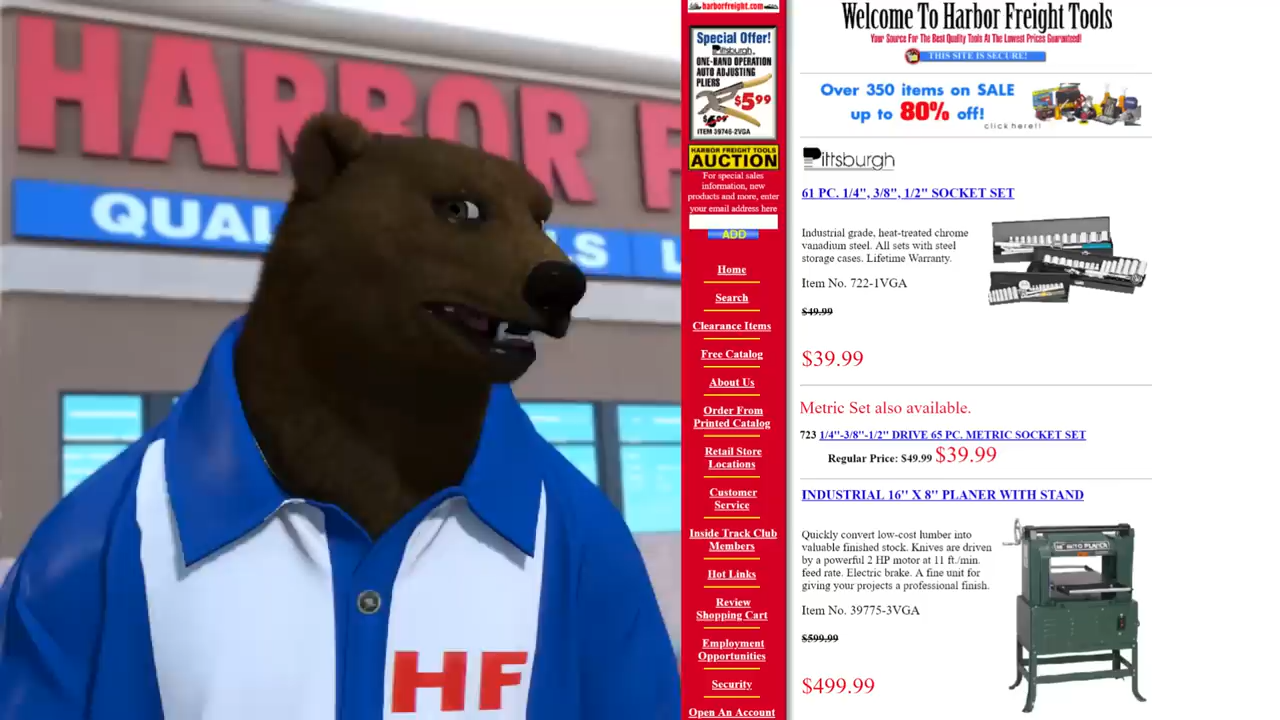 HARBOR F
QUAL
LS L
HF
harborfreight.com
Special Offer!
Pittsburgh
ONE-HAND OPERATION
AUTO ADJUSTING
PLIERS
$5.99
ITEM 39746-2VGA
HARBOR FREIGHT TOOLS
AUCTION
For special sales
information, new
products and more, enter
your email address here
ADD
Home
Search
Clearance Items
Free Catalog
About Us
Order From
Printed Catalog
Retail Store
Locations
Customer
Service
Inside Track Club
Members
Hot Links
Review
Shopping Cart
Employment
Opportunities
Security
Open An Account
Welcome To Harbor Freight Tools
Your Source For The Best Quality Tools At The Lowest Prices Guaranteed!
THIS SITE IS SECURE!
Over 350 items on SALE
up to 80% off!
click here!!
Pittsburgh
61 PC. 1/4", 3/8", 1/2" SOCKET SET
Industrial grade, heat-treated chrome
vanadium steel. All sets with steel
storage cases. Lifetime Warranty.
Item No. 722-1VGA
$49.99
$39.99
Metric Set also available.
723 1/4"-3/8"-1/2" DRIVE 65 PC. METRIC SOCKET SET
Regular Price: $49.99 $39.99
INDUSTRIAL 16" X 8" PLANER WITH STAND
Quickly convert low-cost lumber into
valuable finished stock. Knives are driven
by a powerful 2 HP motor at 11 ft./min.
feed rate. Electric brake. A fine unit for
giving your projects a professional finish.
Item No. 39775-3VGA
$599.99
$499.99